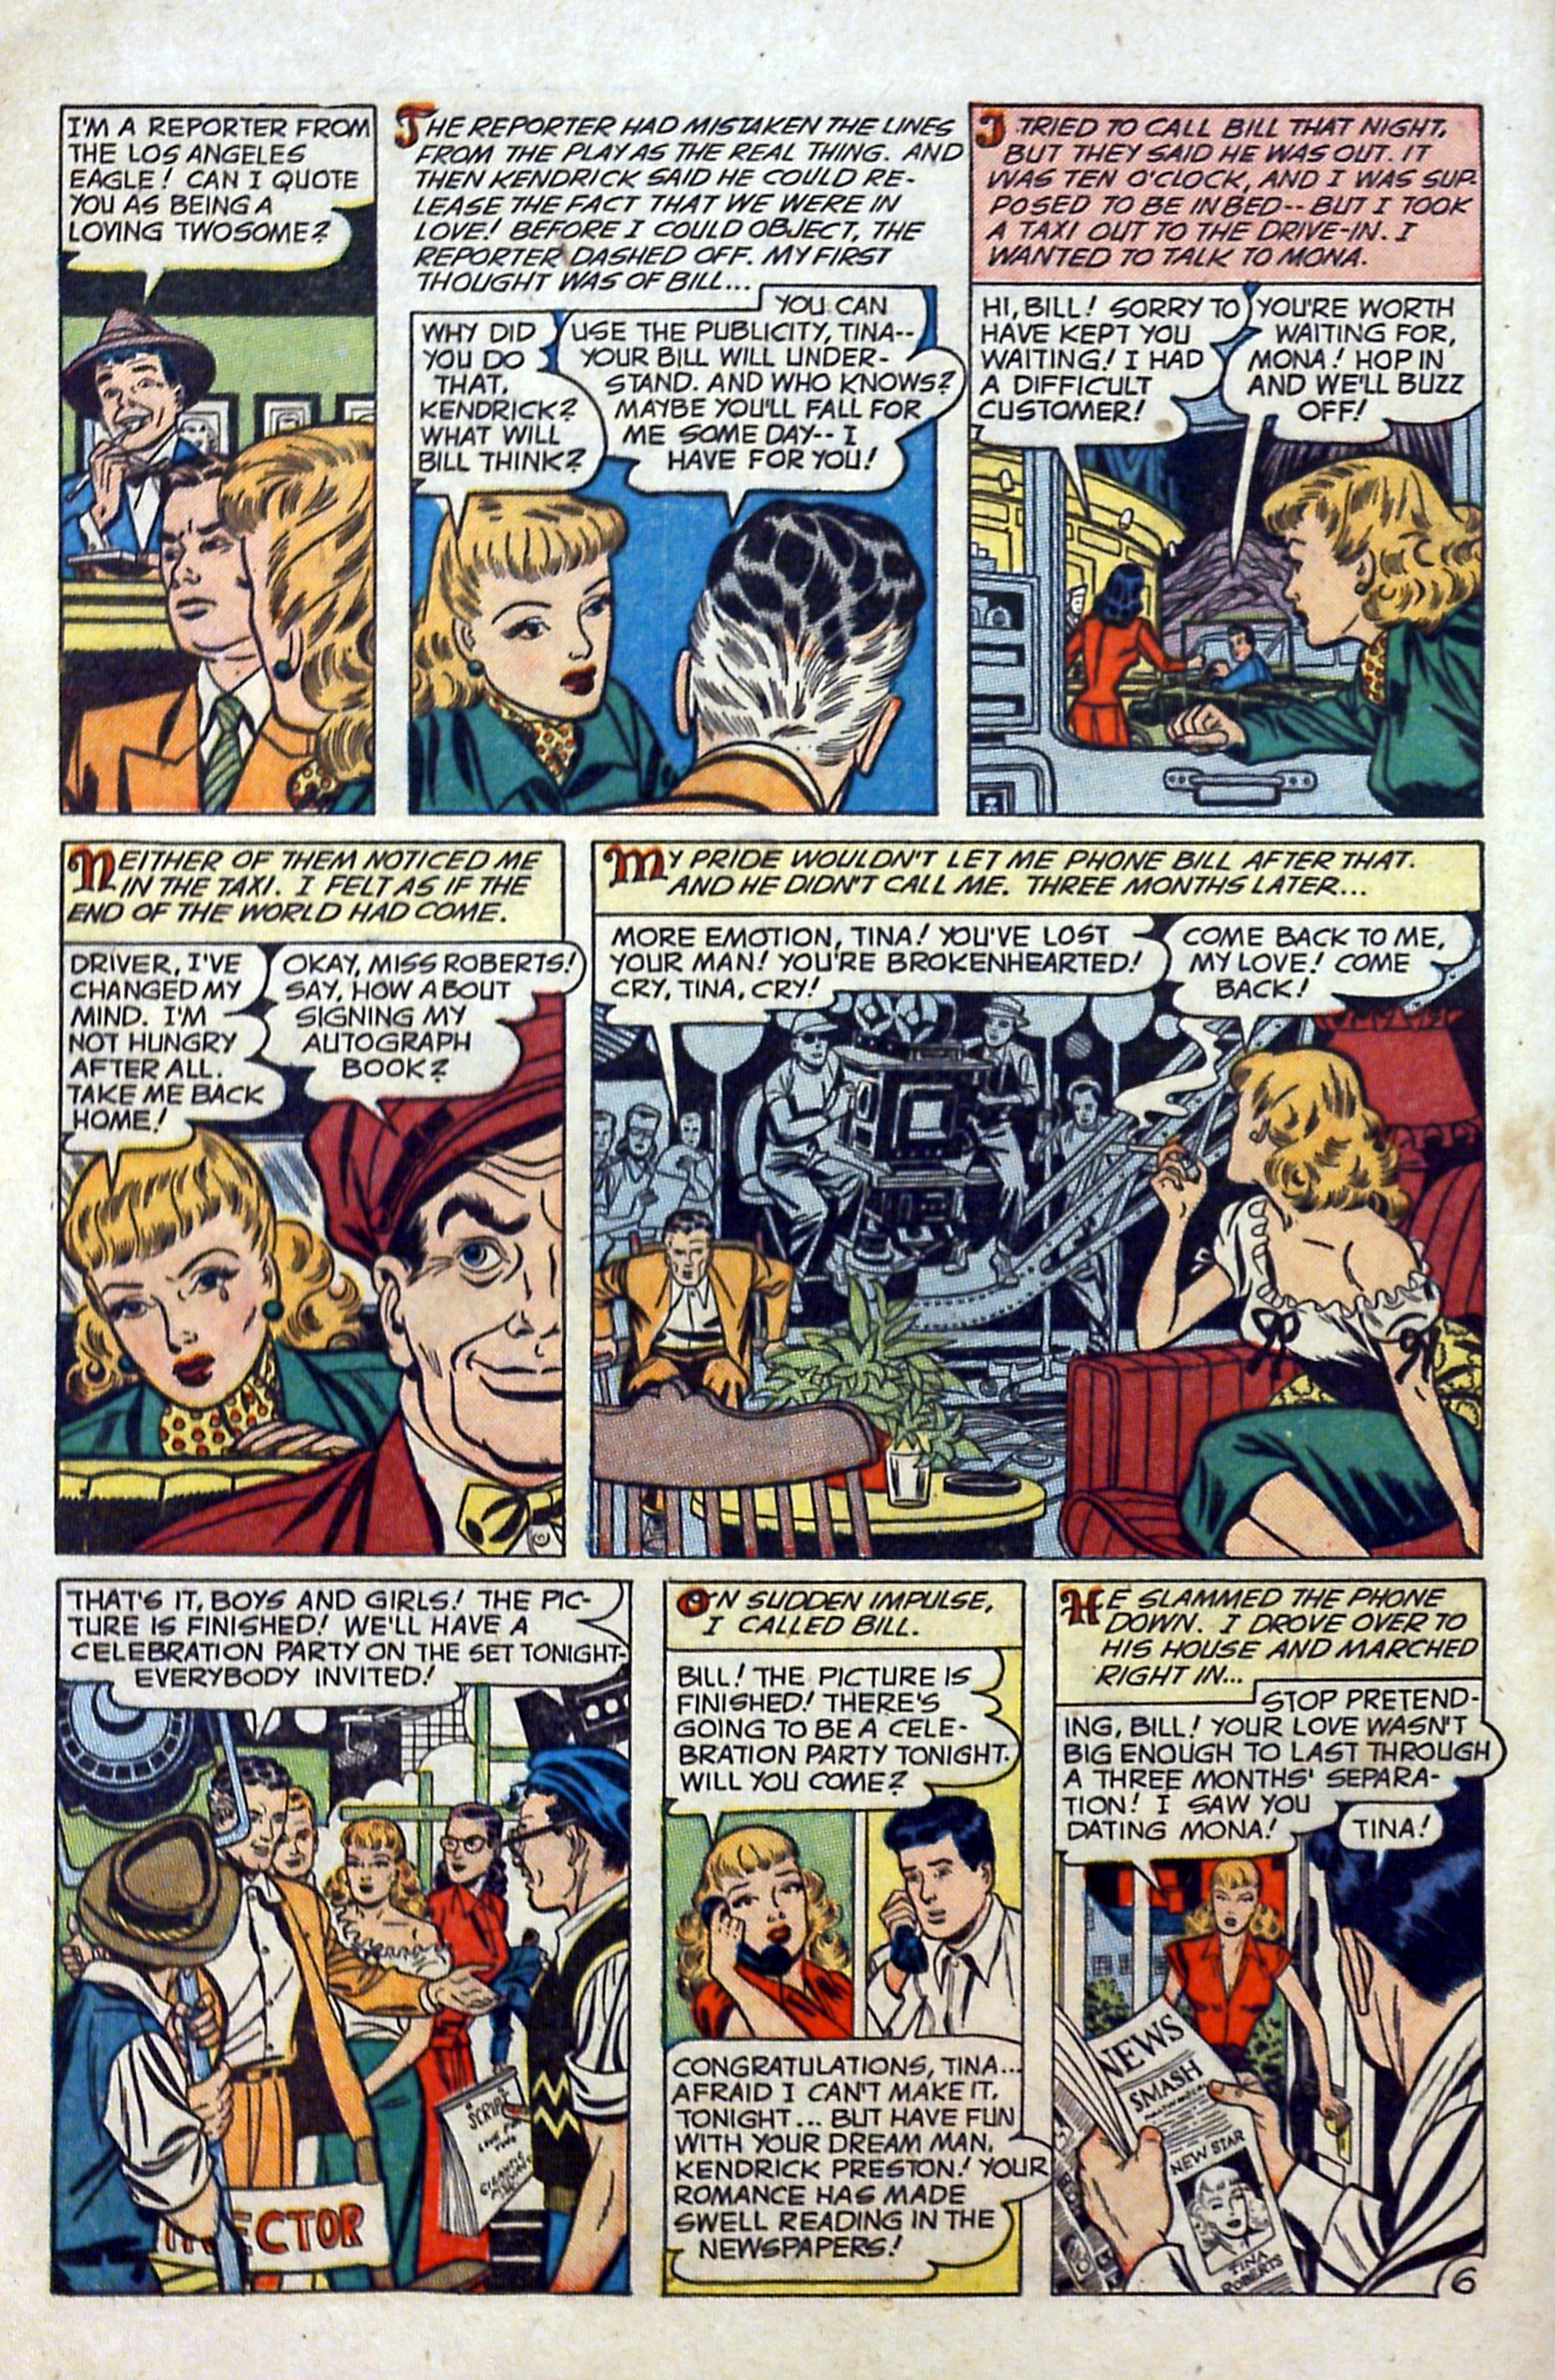 I'M A REPORTER FROM
THE LOS ANGELES
EAGLE! CAN I QUOTE
YOU AS BEING A
LOVING TWOSOME?
THE REPORTER HAD MISTAKEN THE LINES
FROM THE PLAY AS THE REAL THING. AND
THEN KENDRICK SAID HE COULD RE-
LEASE THE FACT THAT WE WERE IN
LOVE! BEFORE I COULD OBJECT, THE
REPORTER DASHED OFF. MY FIRST
THOUGHT WAS OF BILL...
WHY DID
YOU DO
THAT,
KENDRICK?
WHAT WILL
BILL THINK?
YOU CAN
USE THE PUBLICITY, TINA--
YOUR BILL WILL UNDER-
STAND. AND WHO KNOWS?
MAYBE YOU'LL FALL FOR
ME SOME DAY-- I
HAVE FOR YOU!
I TRIED TO CALL BILL THAT NIGHT,
BUT THEY SAID HE WAS OUT. IT
WAS TEN O'CLOCK, AND I WAS SUP-
POSED TO BE IN BED-- BUT I TOOK
A TAXI OUT TO THE DRIVE-IN. I
WANTED TO TALK TO MONA.
HI, BILL! SORRY TO
HAVE KEPT YOU
WAITING! I HAD
A DIFFICULT
CUSTOMER!
YOU'RE WORTH
WAITING FOR,
MONA! HOP IN
AND WE'LL BUZZ
OFF!
NEITHER OF THEM NOTICED ME
IN THE TAXI. I FELT AS IF THE
END OF THE WORLD HAD COME.
DRIVER, I'VE
CHANGED MY
MIND. I'M
NOT HUNGRY
AFTER ALL.
TAKE ME BACK
HOME!
OKAY, MISS ROBERTS!
SAY, HOW ABOUT
SIGNING MY
AUTOGRAPH
BOOK?
MY PRIDE WOULDN'T LET ME PHONE BILL AFTER THAT.
AND HE DIDN'T CALL ME. THREE MONTHS LATER...
MORE EMOTION, TINA! YOU'VE LOST
YOUR MAN! YOU'RE BROKENHEARTED!
CRY, TINA, CRY!
COME BACK TO ME,
MY LOVE! COME
BACK!
THAT'S IT, BOYS AND GIRLS! THE PIC-
TURE IS FINISHED! WE'LL HAVE A
CELEBRATION PARTY ON THE SET TONIGHT-
EVERYBODY INVITED!
SCRIPT
DIRECTOR
ON SUDDEN IMPULSE,
I CALLED BILL.
BILL! THE PICTURE IS
FINISHED! THERE'S
GOING TO BE A CELE-
BRATION PARTY TONIGHT.
WILL YOU COME?
CONGRATULATIONS, TINA...
AFRAID I CAN'T MAKE IT,
TONIGHT... BUT HAVE FUN
WITH YOUR DREAM MAN,
KENDRICK PRESTON! YOUR
ROMANCE HAS MADE
SWELL READING IN THE
NEWSPAPERS!
HE SLAMMED THE PHONE
DOWN. I DROVE OVER TO
HIS HOUSE AND MARCHED
RIGHT IN...
STOP PRETEND-
ING, BILL! YOUR LOVE WASN'T
BIG ENOUGH TO LAST THROUGH
A THREE MONTHS' SEPARA-
TION! I SAW YOU
DATING MONA!
TINA!
NEWS
SMASH
NEW STAR
TINA
ROBERTS
6